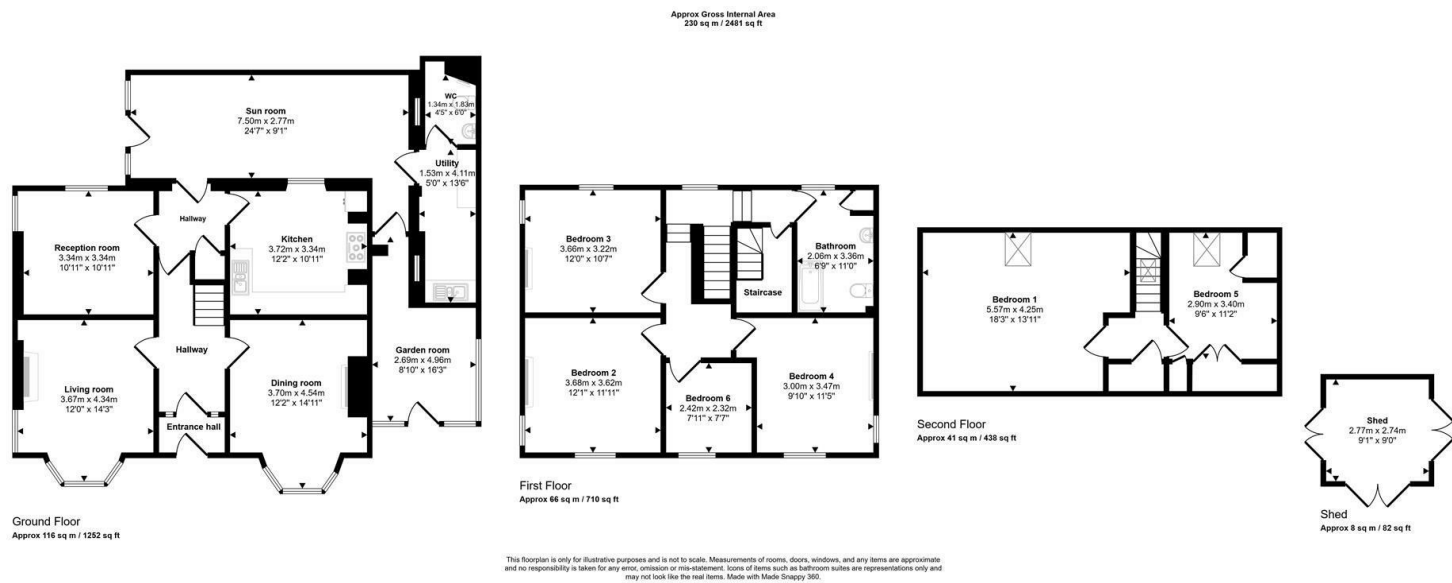 Approx Gross Internal Area
230 sq m / 2481 sq ft
Sun room
7.50m x 2.77m
24'7" x 9'1"
WC
1.34m x 1.83m
4'5" x 6'0"
Utility
1.53m x 4.11m
5'0" x 13'6"
Hallway
Reception room
3.34m x 3.34m
10'11" x 10'11"
Kitchen
3.72m x 3.34m
12'2" x 10'11"
Hallway
Living room
3.67m x 4.34m
12'0" x 14'3"
Dining room
3.70m x 4.54m
12'2" x 14'11"
Garden room
2.69m x 4.96m
8'10" x 16'3"
Entrance hall
Ground Floor
Approx 116 sq m / 1252 sq ft
Bedroom 3
3.66m x 3.22m
12'0" x 10'7"
Bathroom
2.06m x 3.36m
6'9" x 11'0"
Staircase
Bedroom 2
3.68m x 3.62m
12'1" x 11'11"
Bedroom 6
2.42m x 2.32m
7'11" x 7'7"
Bedroom 4
3.00m x 3.47m
9'10" x 11'5"
First Floor
Approx 66 sq m / 710 sq ft
Bedroom 1
5.57m x 4.25m
18'3" x 13'11"
Bedroom 5
2.90m x 3.40m
9'6" x 11'2"
Second Floor
Approx 41 sq m / 438 sq ft
Shed
2.77m x 2.74m
9'1" x 9'0"
Shed
Approx 8 sq m / 82 sq ft
This floorplan is only for illustrative purposes and is not to scale. Measurements of rooms, doors, windows, and any items are approximate
and no responsibility is taken for any error, omission or mis-statement. Icons of items such as bathroom suites are representations only and
may not look like the real items. Made with Made Snappy 360.